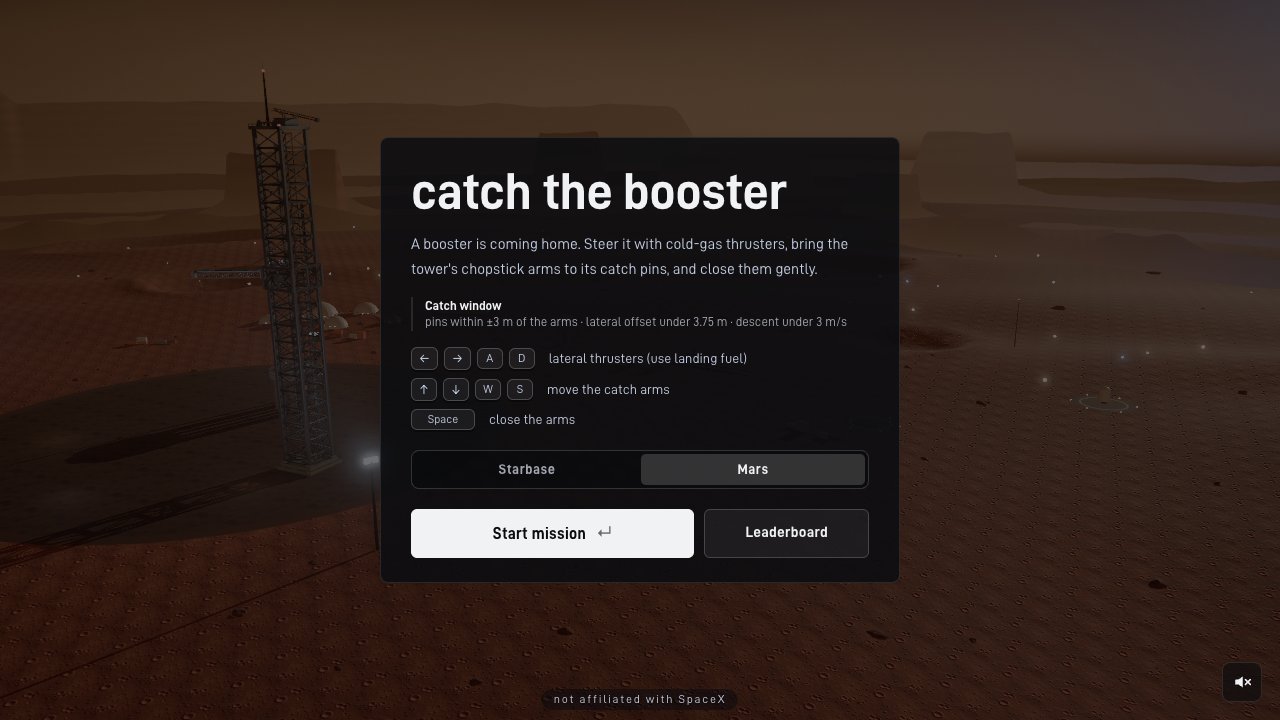 catch the booster
A booster is coming home. Steer it with cold-gas thrusters, bring the
tower's chopstick arms to its catch pins, and close them gently.
Catch window
pins within ±3 m of the arms · lateral offset under 3.75 m · descent under 3 m/s
← → A D lateral thrusters (use landing fuel)
↑ ↓ W S move the catch arms
Space close the arms
Starbase Mars
Start mission ↵ Leaderboard
not affiliated with SpaceX